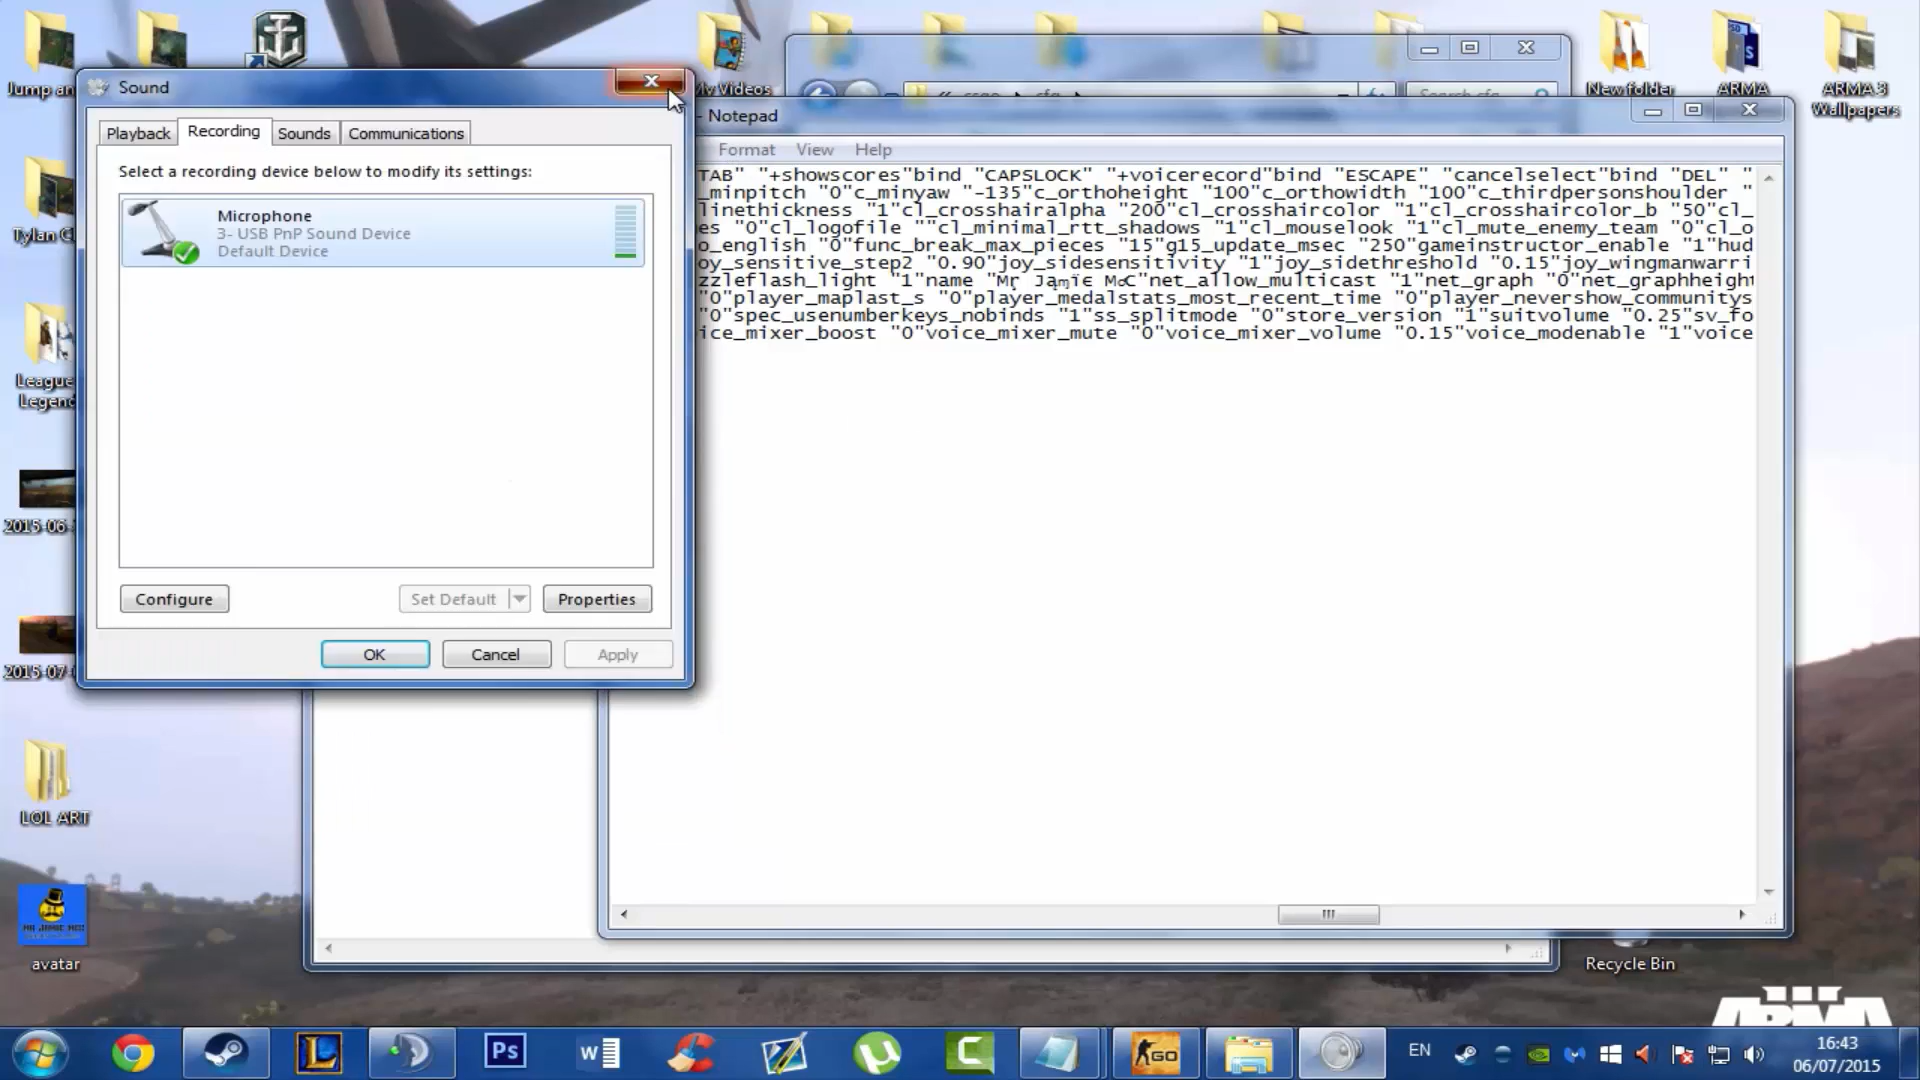 Jump an
My Videos
New folder
ARMA
ARMA 3
Wallpapers
Sound
Playback
Recording
Sounds
Communications
Select a recording device below to modify its settings:
Microphone
3- USB PnP Sound Device
Default Device
Configure
Set Default
Properties
OK
Cancel
Apply
- Notepad
Format
View
Help
TAB" "+showscores"bind "CAPSLOCK" "+voicerecord"bind "ESCAPE" "cancelselect"bind "DEL" "
_minpitch "0"c_minyaw "-135"c_orthoheight "100"c_orthowidth "100"c_thirdpersonshoulder "
linethickness "1"cl_crosshairalpha "200"cl_crosshaircolor "1"cl_crosshaircolor_b "50"cl_
es "0"cl_logofile ""cl_minimal_rtt_shadows "1"cl_mouselook "1"cl_mute_enemy_team "0"cl_o
o_english "0"func_break_max_pieces "15"g15_update_msec "250"gameinstructor_enable "1"hud
oy_sensitive_step2 "0.90"joy_sidesensitivity "1"joy_sidethreshold "0.15"joy_wingmanwarri
zzleflash_light "1"name "Mr Jamie McC"net_allow_multicast "1"net_graph "0"net_graphheight
"0"player_maplast_s "0"player_medalstats_most_recent_time "0"player_nevershow_communitys
"0"spec_usenumberkeys_nobinds "1"ss_splitmode "0"store_version "1"suitvolume "0.25"sv_fo
ice_mixer_boost "0"voice_mixer_mute "0"voice_mixer_volume "0.15"voice_modenable "1"voice
Tylan C
League
Legend
2015-06-
2015-07-
LOL ART
MR JAMIE MCC
avatar
Recycle Bin
III
ARMA
Ps
W
L
GO
EN
16:43
06/07/2015